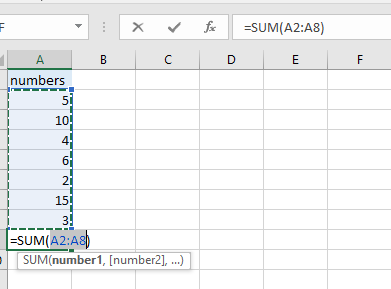 F =SUM(A2:A8)
A B C D E F
numbers
5
10
4
6
2
15
3
=SUM(A2:A8)
SUM(number1, [number2], ...)